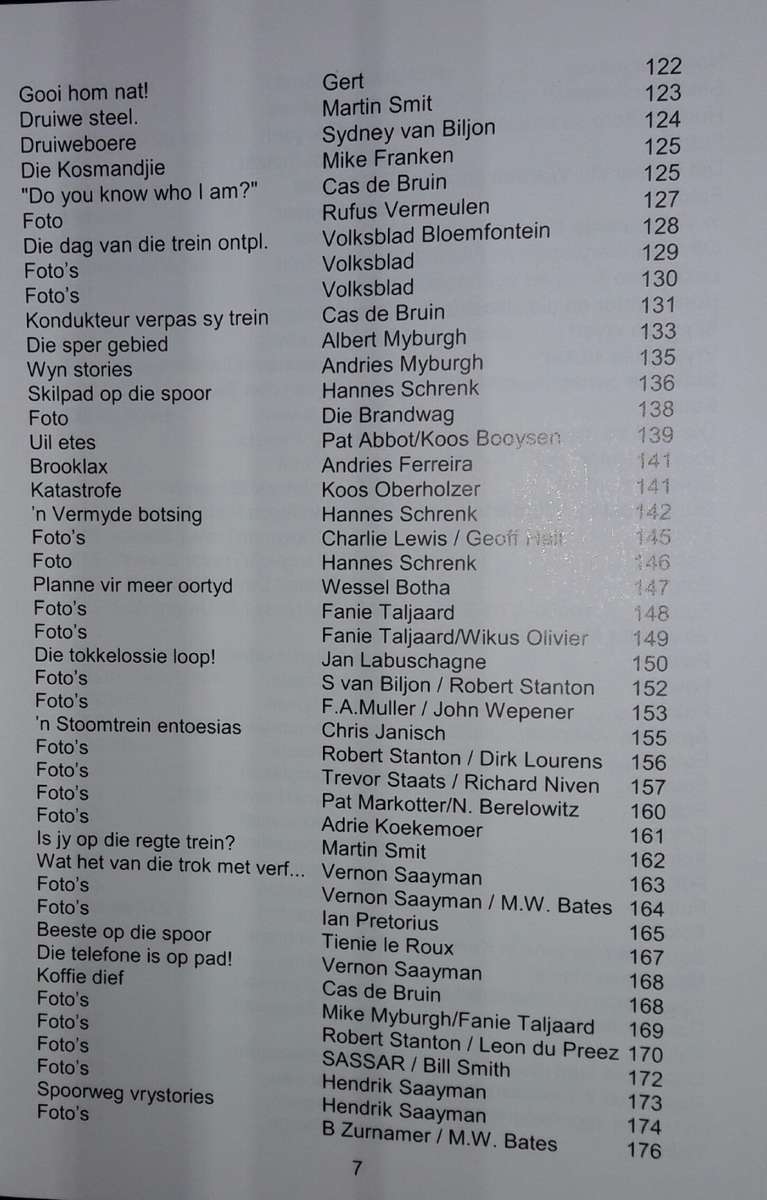 Gooi hom nat! Gert 122
Druiwe steel. Martin Smit 123
Druiweboere Sydney van Biljon 124
Die Kosmandjie Mike Franken 125
"Do you know who I am?" Cas de Bruin 125
Foto Rufus Vermeulen 127
Die dag van die trein ontpl. Volksblad Bloemfontein 128
Foto's Volksblad 129
Foto's Volksblad 130
Kondukteur verpas sy trein Cas de Bruin 131
Die sper gebied Albert Myburgh 133
Wyn stories Andries Myburgh 135
Skilpad op die spoor Hannes Schrenk 136
Foto Die Brandwag 138
Uil etes Pat Abbot/Koos Booysen 139
Brooklax Andries Ferreira 141
Katastrofe Koos Oberholzer 141
'n Vermyde botsing Hannes Schrenk 142
Foto's Charlie Lewis / Geoff 145
Foto Hannes Schrenk 146
Planne vir meer oortyd Wessel Botha 147
Foto's Fanie Taljaard 148
Foto's Fanie Taljaard/Wikus Olivier 149
Die tokkelossie loop! Jan Labuschagne 150
Foto's S van Biljon / Robert Stanton 152
Foto's F.A.Muller / John Wepener 153
'n Stoomtrein entoesias Chris Janisch 155
Foto's Robert Stanton / Dirk Lourens 156
Foto's Trevor Staats / Richard Niven 157
Foto's Pat Markotter/N. Berelowitz 160
Foto's Adrie Koekemoer 161
Is jy op die regte trein? Martin Smit 162
Wat het van die trok met verf... Vernon Saayman 163
Foto's Vernon Saayman / M.W. Bates 164
Foto's Ian Pretorius 165
Beeste op die spoor Tienie le Roux 167
Die telefone is op pad! Vernon Saayman 168
Koffie dief Cas de Bruin 168
Foto's Mike Myburgh/Fanie Taljaard 169
Foto's Robert Stanton / Leon du Preez 170
Foto's SASSAR / Bill Smith 172
Foto's Hendrik Saayman 173
Spoorweg vrystories Hendrik Saayman 174
Foto's B Zurnamer / M.W. Bates 176
7